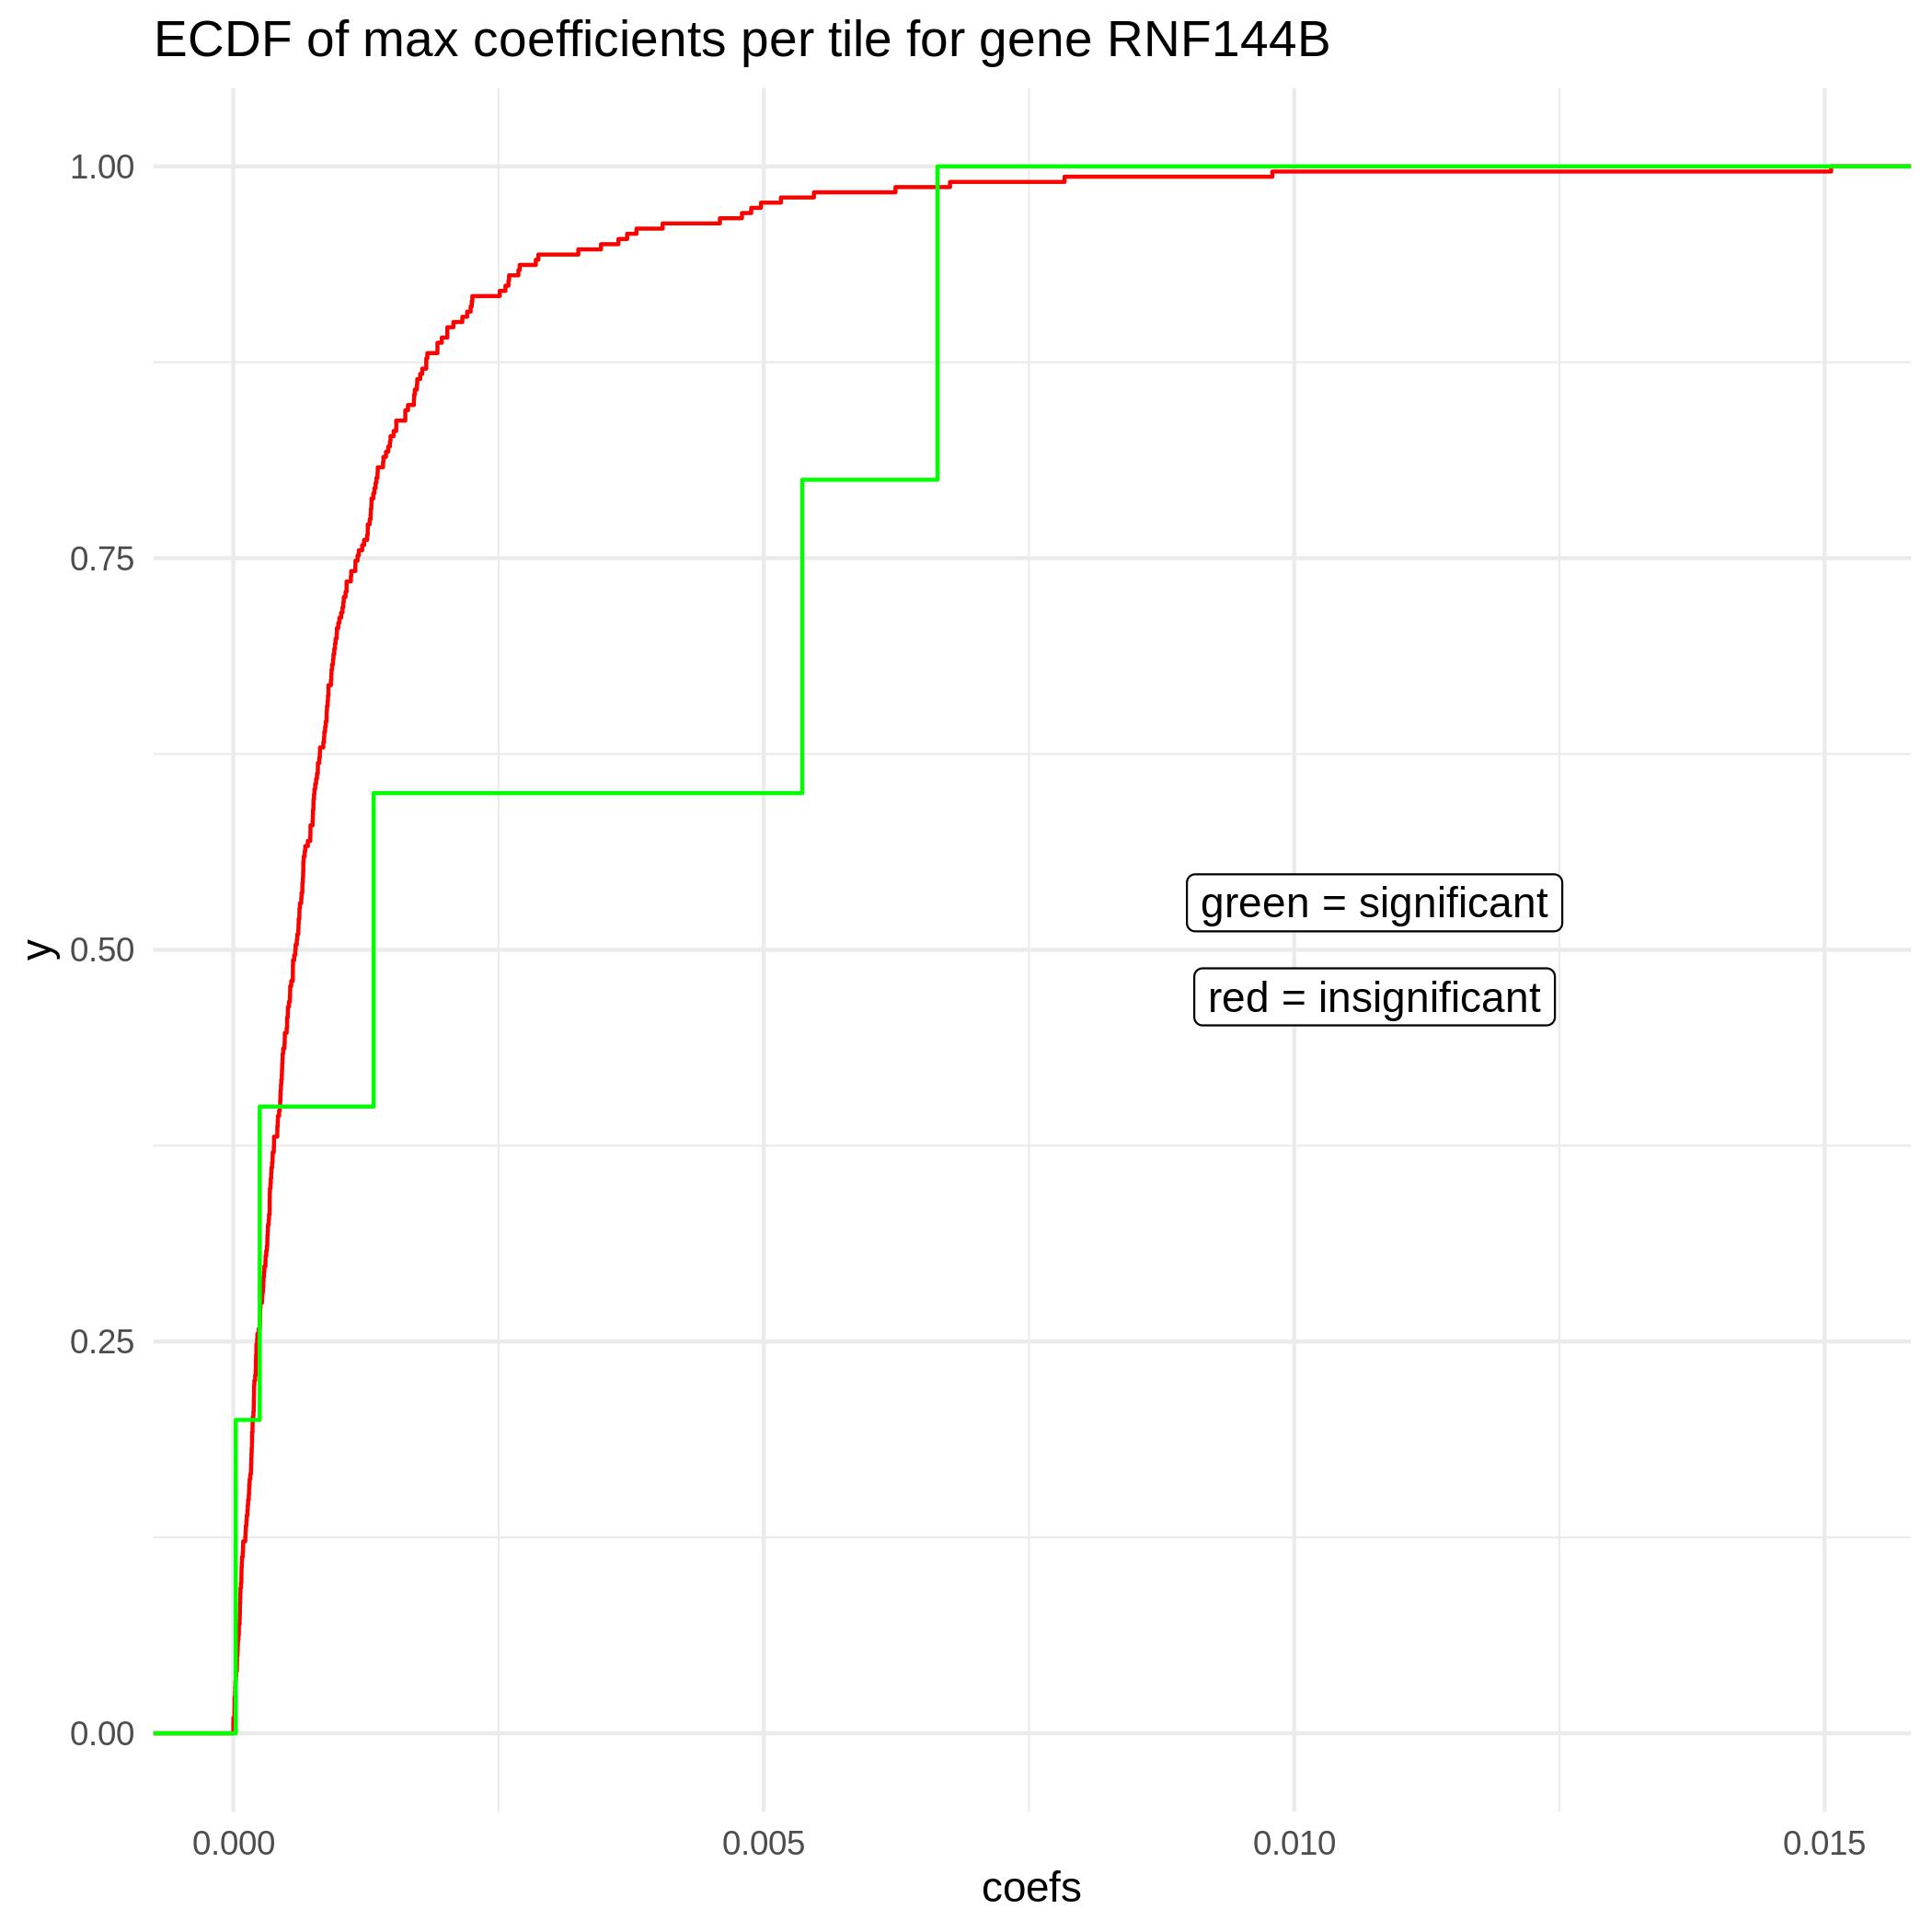 ECDF of max coefficients per tile for gene RNF144B
1.00
0.75
0.50
0.25
0.00
y
green = significant
red = insignificant
0.000 0.005 0.010 0.015
coefs